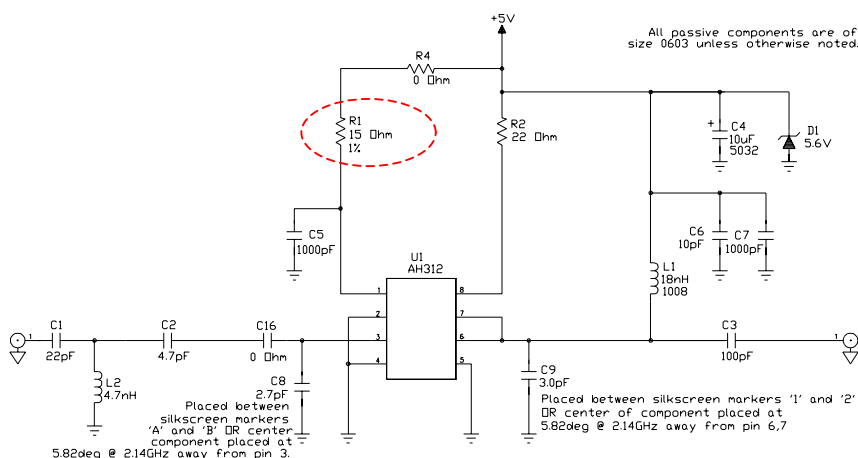 +5V
All passive components are of
size 0603 unless otherwise noted.
R4
0 Ohm
R1
15 Ohm
1%
R2
22 Ohm
+
C4
10uF
5032
D1
5.6V
C5
1000pF
C6
10pF
C7
1000pF
U1
AH312
L1
18nH
1008
1
8
2
7
3
6
4
5
1
C1
22pF
C2
4.7pF
C16
0 Ohm
C3
100pF
1
L2
4.7nH
C8
2.7pF
C9
3.0pF
Placed between
silkscreen markers
'A' and 'B' OR center
component placed at
5.82deg @ 2.14GHz away from pin 3.
Placed between silkscreen markers '1' and '2'
OR center of component placed at
5.82deg @ 2.14GHz away from pin 6,7